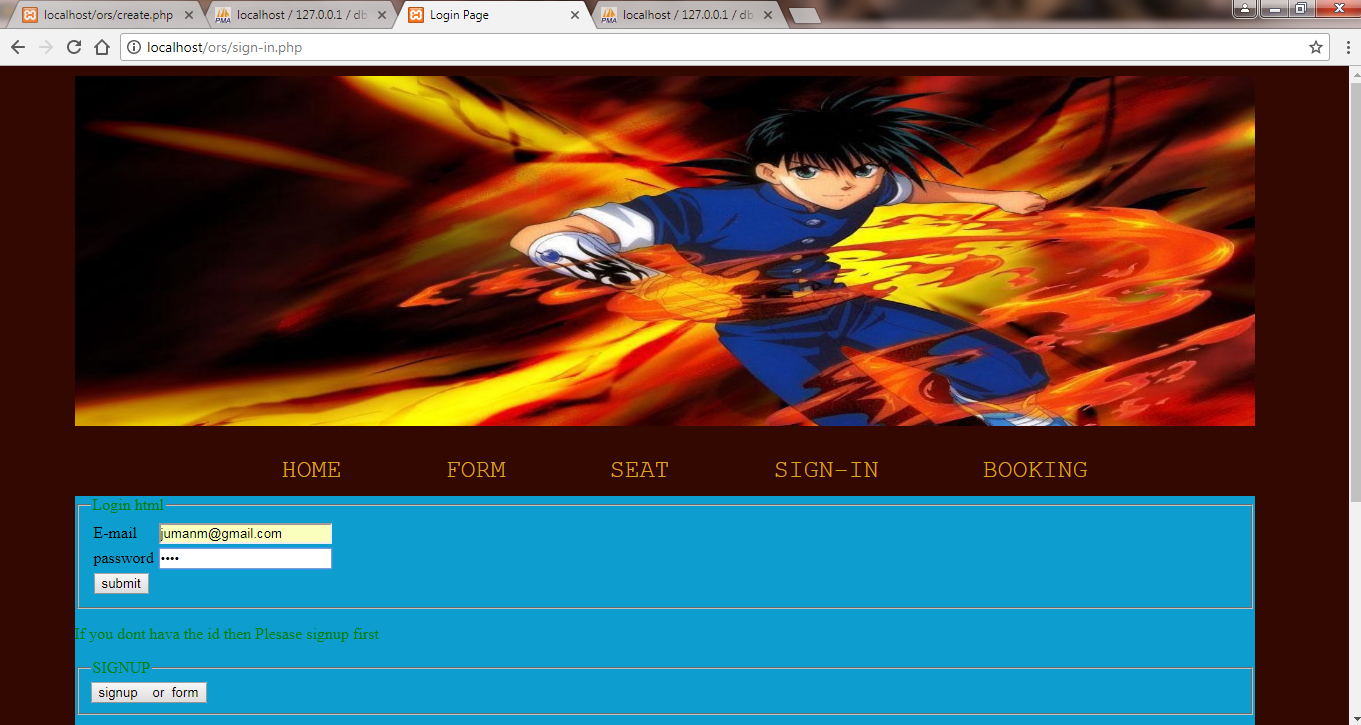 localhost/ors/create.php
localhost / 127.0.0.1 / db
Login Page
localhost / 127.0.0.1 / db
localhost/ors/sign-in.php
HOME FORM SEAT SIGN-IN BOOKING
Login html
E-mail jumanm@gmail.com
password ••••
submit
If you dont hava the id then Plesase signup first
SIGNUP
signup or form